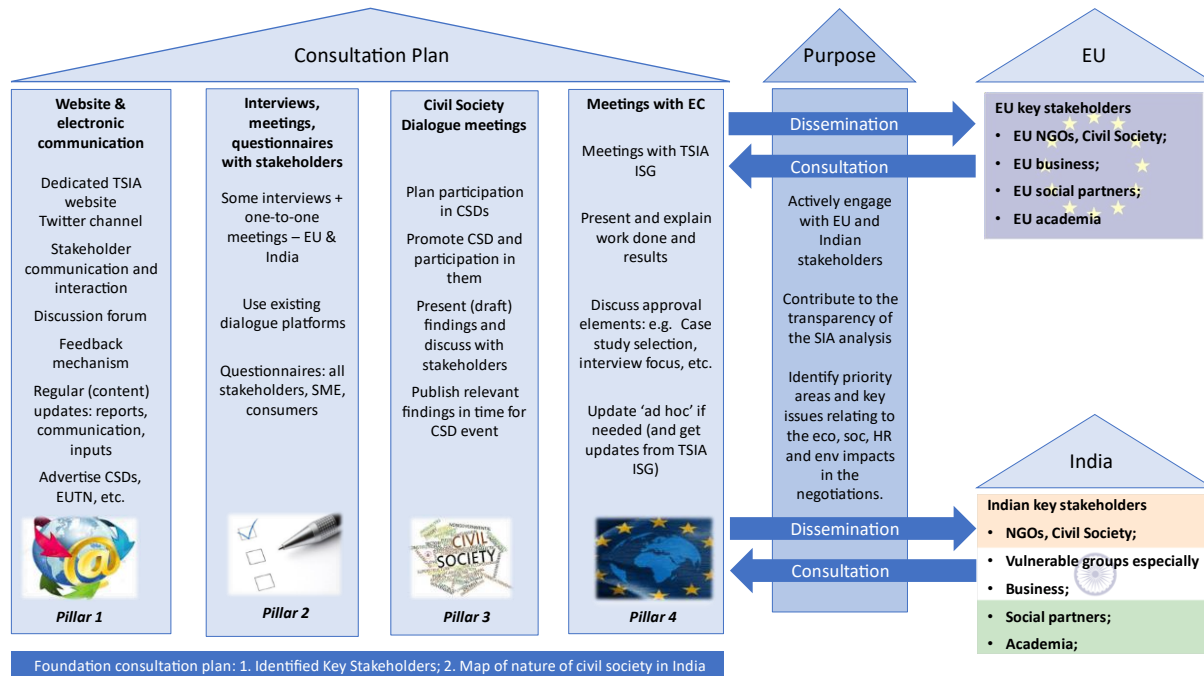 Consultation Plan
Website &
electronic
communication
Dedicated TSIA
website
Twitter channel
Stakeholder
communication and
interaction
Discussion forum
Feedback
mechanism
Regular (content)
updates: reports,
communication,
inputs
Advertise CSDs,
EUTN, etc.
@
Pillar 1
Interviews,
meetings,
questionnaires
with stakeholders
Some interviews +
one-to-one
meetings – EU &
India
Use existing
dialogue platforms
Questionnaires: all
stakeholders, SME,
consumers
Pillar 2
Civil Society
Dialogue meetings
Plan participation
in CSDs
Promote CSD and
participation in
them
Present (draft)
findings and
discuss with
stakeholders
Publish relevant
findings in time for
CSD event
CIVIL
SOCIETY
Pillar 3
Meetings with EC
Meetings with TSIA
ISG
Present and explain
work done and
results
Discuss approval
elements: e.g. Case
study selection,
interview focus, etc.
Update ‘ad hoc’ if
needed (and get
updates from TSIA
ISG)
Pillar 4
Foundation consultation plan: 1. Identified Key Stakeholders; 2. Map of nature of civil society in India
Purpose
Dissemination
Consultation
Actively engage
with EU and
Indian
stakeholders
Contribute to the
transparency of
the SIA analysis
Identify priority
areas and key
issues relating to
the eco, soc, HR
and env impacts
in the
negotiations.
Dissemination
Consultation
EU
EU key stakeholders
• EU NGOs, Civil Society;
• EU business;
• EU social partners;
• EU academia
India
Indian key stakeholders
• NGOs, Civil Society;
• Vulnerable groups especially
• Business;
• Social partners;
• Academia;